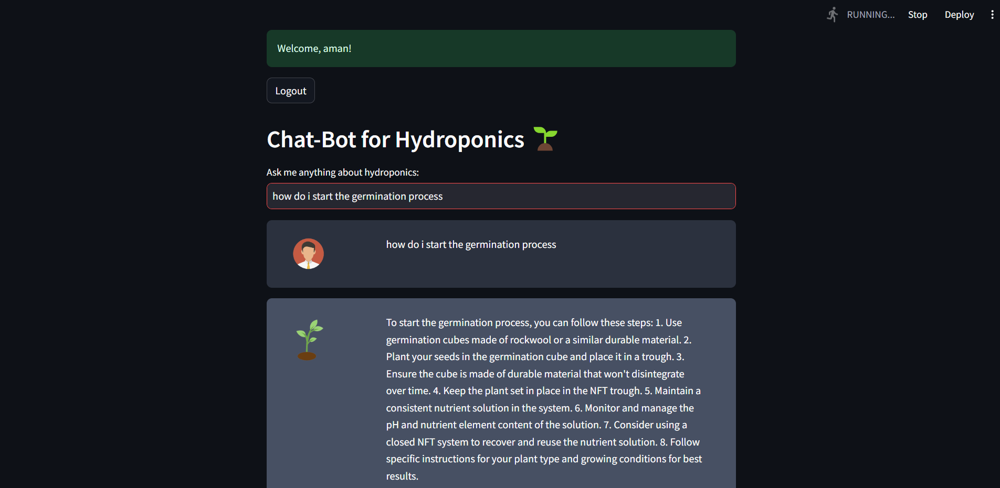 RUNNING...
Stop
Deploy
Welcome, aman!
Logout
Chat-Bot for Hydroponics
Ask me anything about hydroponics:
how do i start the germination process
how do i start the germination process
To start the germination process, you can follow these steps: 1. Use
germination cubes made of rockwool or a similar durable material. 2.
Plant your seeds in the germination cube and place it in a trough. 3.
Ensure the cube is made of durable material that won't disintegrate
over time. 4. Keep the plant set in place in the NFT trough. 5. Maintain a
consistent nutrient solution in the system. 6. Monitor and manage the
pH and nutrient element content of the solution. 7. Consider using a
closed NFT system to recover and reuse the nutrient solution. 8. Follow
specific instructions for your plant type and growing conditions for best
results.